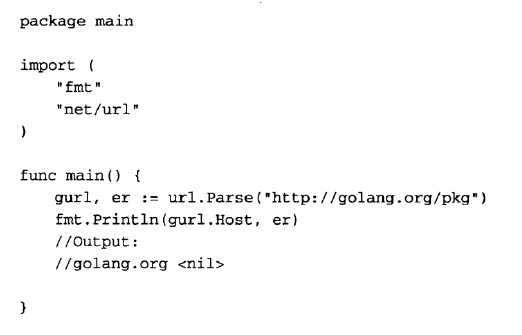 package main
import (
"fmt"
"net/url"
)
func main() {
gurl, er := url.Parse("http://golang.org/pkg")
fmt.Println(gurl.Host, er)
//Output:
//golang.org <nil>
}